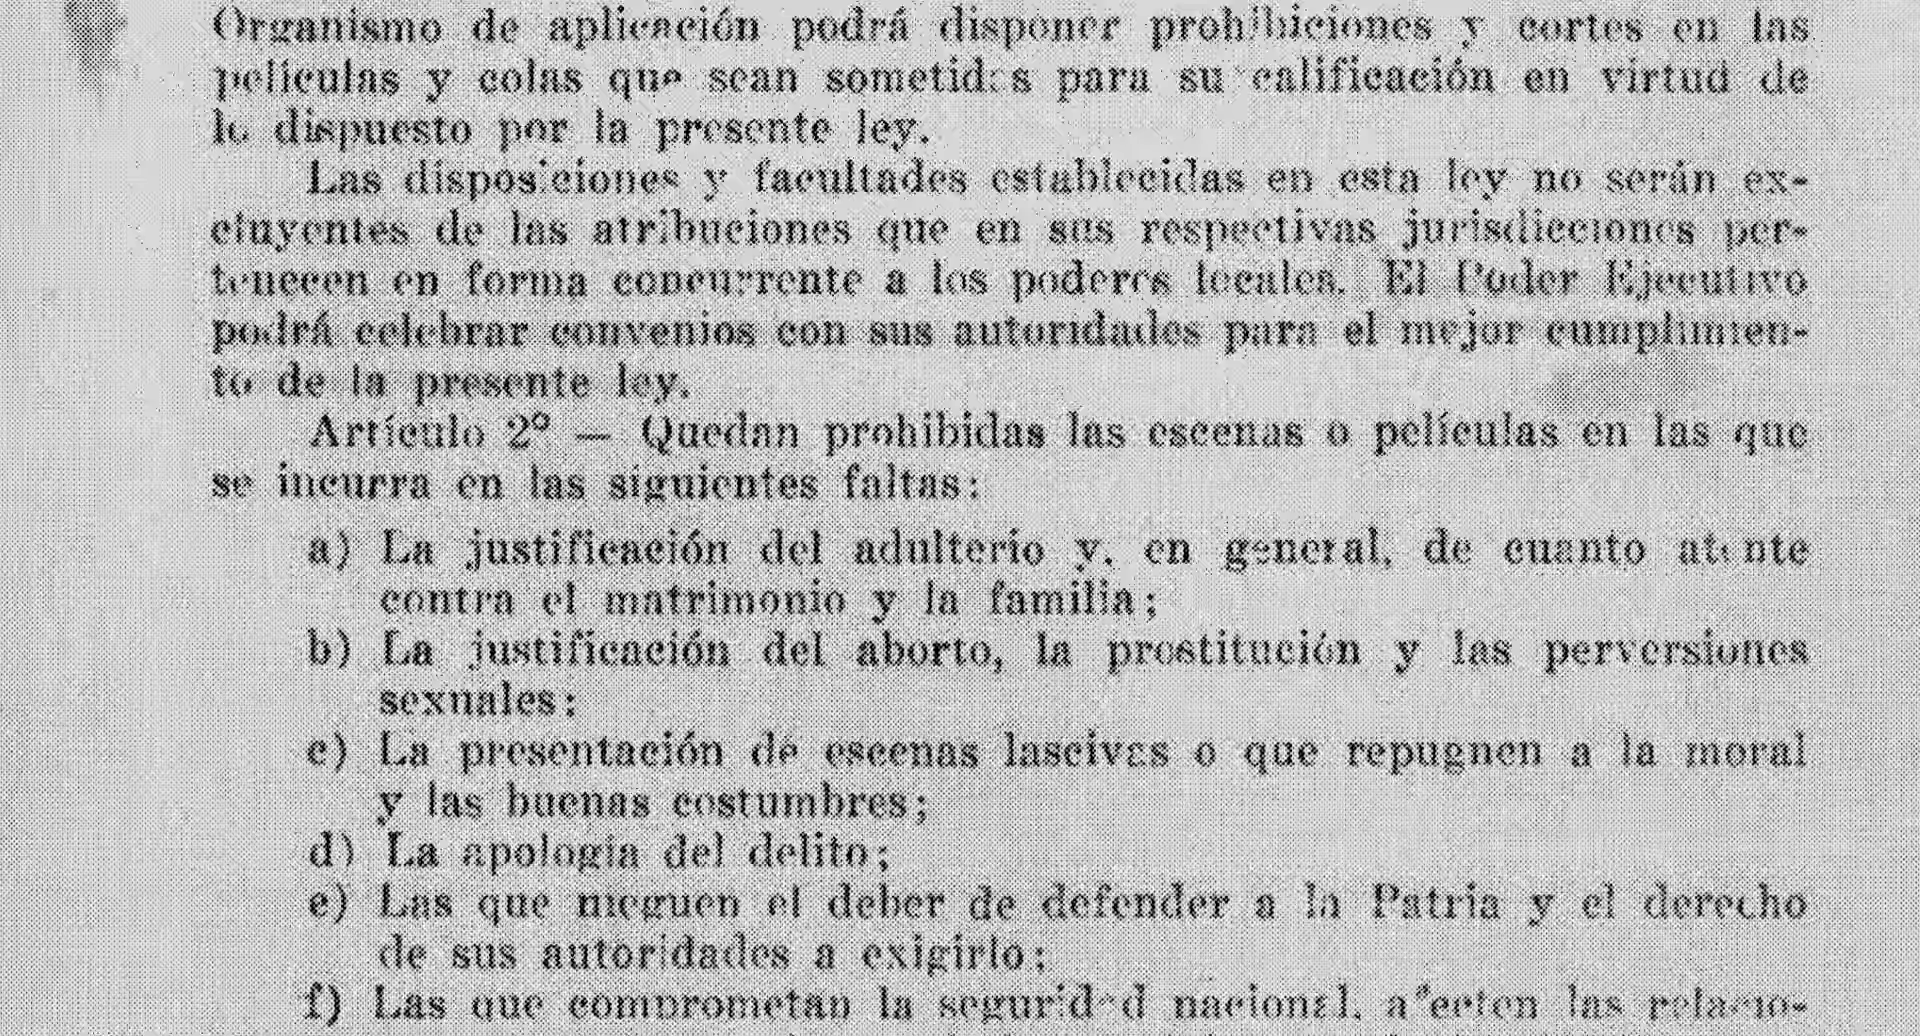 Organismo de aplicación podrá disponer prohibiciones y cortes en las
películas y colas que sean sometidas para su calificación en virtud de
lo dispuesto por la presente ley.
Las disposiciones y facultades establecidas en esta ley no serán ex-
cluyentes de las atribuciones que en sus respectivas jurisdicciones per-
tenecen en forma concurrente a los poderes locales. El Poder Ejecutivo
podrá celebrar convenios con sus autoridades para el mejor cumplimien-
to de la presente ley.
Artículo 2º — Quedan prohibidas las escenas o películas en las que
se incurra en las siguientes faltas:
a) La justificación del adulterio y, en general, de cuanto atente
contra el matrimonio y la familia;
b) La justificación del aborto, la prostitución y las perversiones
sexuales;
c) La presentación de escenas lascivas o que repugnen a la moral
y las buenas costumbres;
d) La apología del delito;
e) Las que nieguen el deber de defender a la Patria y el derecho
de sus autoridades a exigirlo;
f) Las que comprometan la seguridad nacional, afecten las relacio-